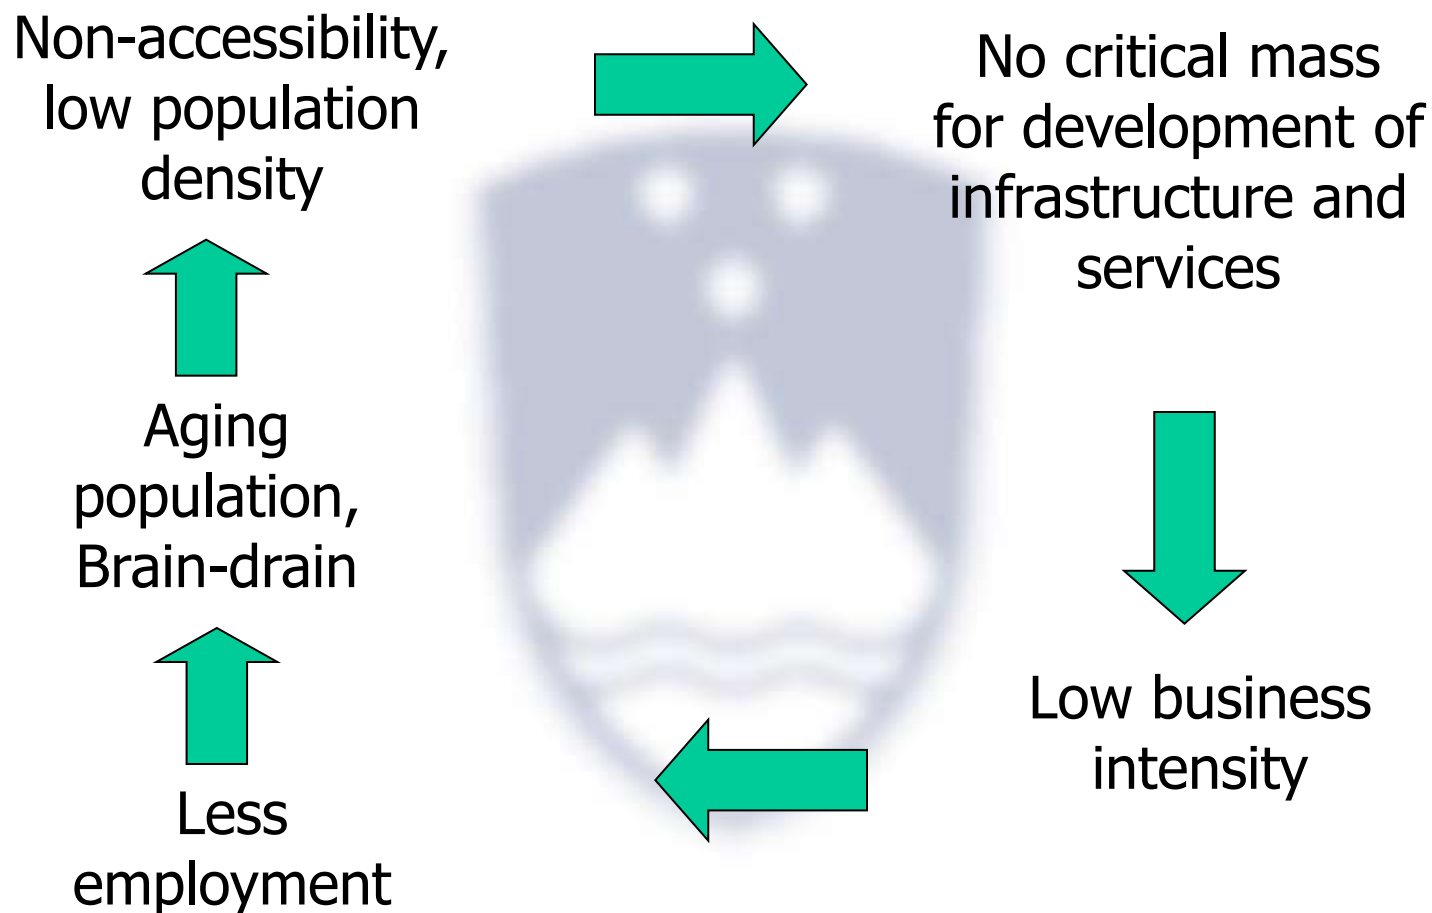 Non-accessibility,
low population
density
No critical mass
for development of
infrastructure and
services
Aging
population,
Brain-drain
Low business
intensity
Less
employment